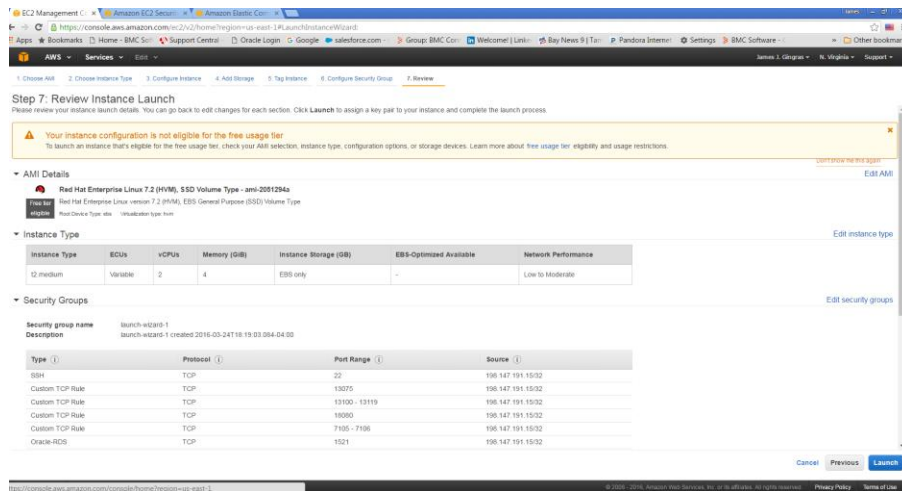 EC2 Management C
Amazon EC2 Securit
Amazon Elastic Com
https://console.aws.amazon.com/ec2/v2/home?region=us-east-1#LaunchInstanceWizard:
Apps
Bookmarks
Home - BMC Sof
Support Central
Oracle Login
Google
salesforce.com -
Group: BMC Com
Welcome! | Linke
Bay News 9 | Tam
Pandora Internet
Settings
BMC Software -
Other bookmar
AWS
Services
Edit
James J. Gingras
N. Virginia
Support
1. Choose AMI
2. Choose Instance Type
3. Configure Instance
4. Add Storage
5. Tag Instance
6. Configure Security Group
7. Review
Step 7: Review Instance Launch
Please review your instance launch details. You can go back to edit changes for each section. Click Launch to assign a key pair to your instance and complete the launch process.
Your instance configuration is not eligible for the free usage tier
To launch an instance that's eligible for the free usage tier, check your AMI selection, instance type, configuration options, or storage devices. Learn more about free usage tier eligibility and usage restrictions.
Don't show me this again
AMI Details
Edit AMI
Red Hat Enterprise Linux 7.2 (HVM), SSD Volume Type - ami-2051294a
Free tier eligible
Red Hat Enterprise Linux version 7.2 (HVM), EBS General Purpose (SSD) Volume Type
Root Device Type: ebs Virtualization type: hvm
Instance Type
Edit instance type
Instance Type ECUs vCPUs Memory (GiB) Instance Storage (GB) EBS-Optimized Available Network Performance
t2.medium Variable 2 4 EBS only - Low to Moderate
Security Groups
Edit security groups
Security group name launch-wizard-1
Description launch-wizard-1 created 2016-03-24T18:19:03.084-04:00
Type Protocol Port Range Source
SSH TCP 22 198.147.191.15/32
Custom TCP Rule TCP 13075 198.147.191.15/32
Custom TCP Rule TCP 13100 - 13119 198.147.191.15/32
Custom TCP Rule TCP 18080 198.147.191.15/32
Custom TCP Rule TCP 7105 - 7106 198.147.191.15/32
Oracle-RDS TCP 1521 198.147.191.15/32
Cancel
Previous
Launch
https://console.aws.amazon.com/console/home?region=us-east-1
© 2008 - 2016, Amazon Web Services, Inc. or its affiliates. All rights reserved.
Privacy Policy
Terms of Use